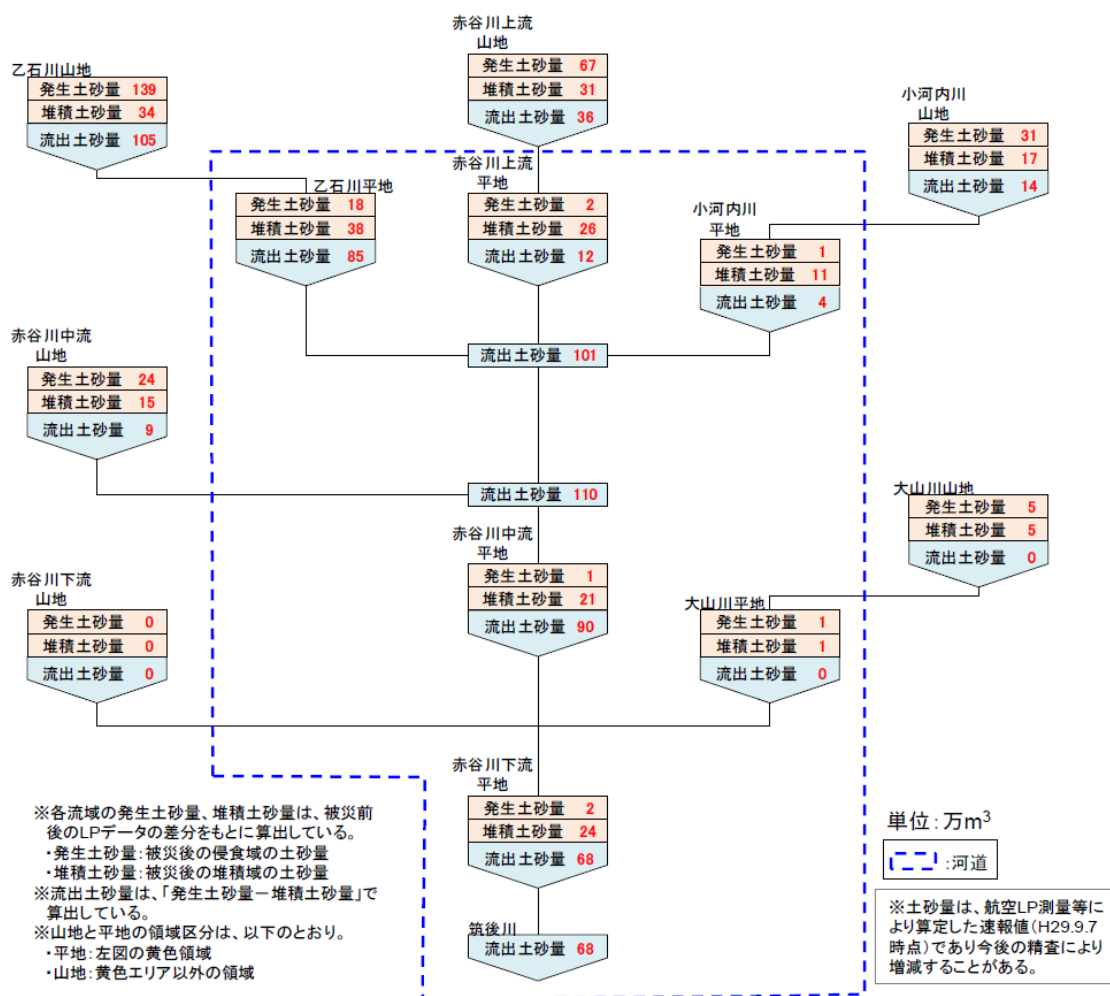 赤谷川上流
山地
発生土砂量 67
堆積土砂量 31
流出土砂量 36
乙石川山地
発生土砂量 139
堆積土砂量 34
流出土砂量 105
小河内川
山地
発生土砂量 31
堆積土砂量 17
流出土砂量 14
乙石川平地
発生土砂量 18
堆積土砂量 38
流出土砂量 85
赤谷川上流
平地
発生土砂量 2
堆積土砂量 26
流出土砂量 12
小河内川
平地
発生土砂量 1
堆積土砂量 11
流出土砂量 4
流出土砂量 101
赤谷川中流
山地
発生土砂量 24
堆積土砂量 15
流出土砂量 9
流出土砂量 110
大山川山地
発生土砂量 5
堆積土砂量 5
流出土砂量 0
赤谷川中流
平地
発生土砂量 1
堆積土砂量 21
流出土砂量 90
赤谷川下流
山地
発生土砂量 0
堆積土砂量 0
流出土砂量 0
大山川平地
発生土砂量 1
堆積土砂量 1
流出土砂量 0
赤谷川下流
平地
発生土砂量 2
堆積土砂量 24
流出土砂量 68
筑後川
流出土砂量 68
※各流域の発生土砂量、堆積土砂量は、被災前
後のLPデータの差分をもとに算出している。
・発生土砂量:被災後の侵食域の土砂量
・堆積土砂量:被災後の堆積域の土砂量
※流出土砂量は、「発生土砂量－堆積土砂量」で
算出している。
※山地と平地の領域区分は、以下のとおり。
・平地:左図の黄色領域
・山地:黄色エリア以外の領域
単位:万m³
:河道
※土砂量は、航空LP測量等に
より算定した速報値(H29.9.7
時点)であり今後の精査により
増減することがある。